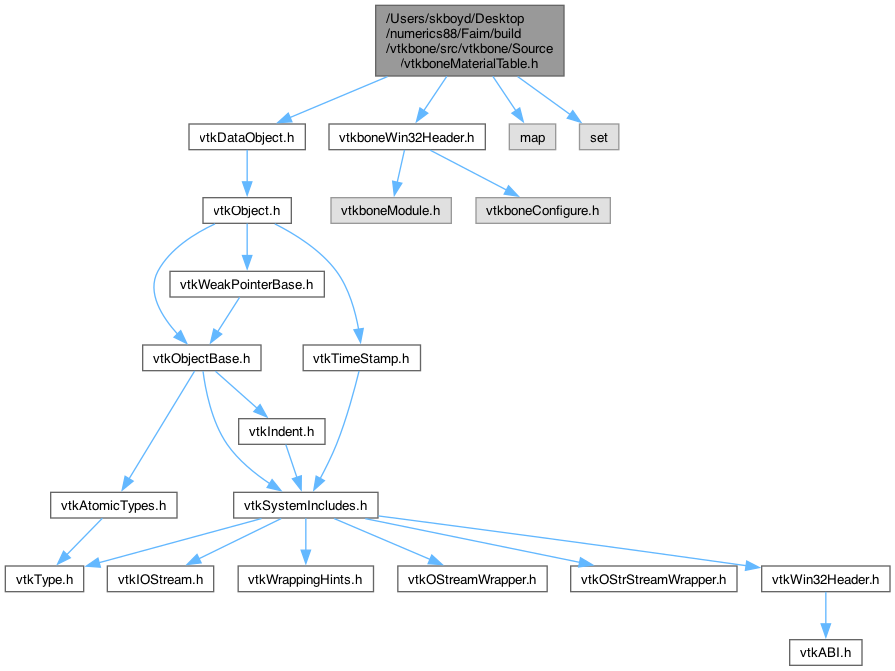 /Users/skboyd/Desktop
/numerics88/Faim/build
/vtkbone/src/vtkbone/Source
/vtkboneMaterialTable.h
vtkDataObject.h
vtkboneWin32Header.h
map
set
vtkObject.h
vtkboneModule.h
vtkboneConfigure.h
vtkWeakPointerBase.h
vtkObjectBase.h
vtkTimeStamp.h
vtkIndent.h
vtkAtomicTypes.h
vtkSystemIncludes.h
vtkType.h
vtkIOStream.h
vtkWrappingHints.h
vtkOStreamWrapper.h
vtkOStrStreamWrapper.h
vtkWin32Header.h
vtkABI.h